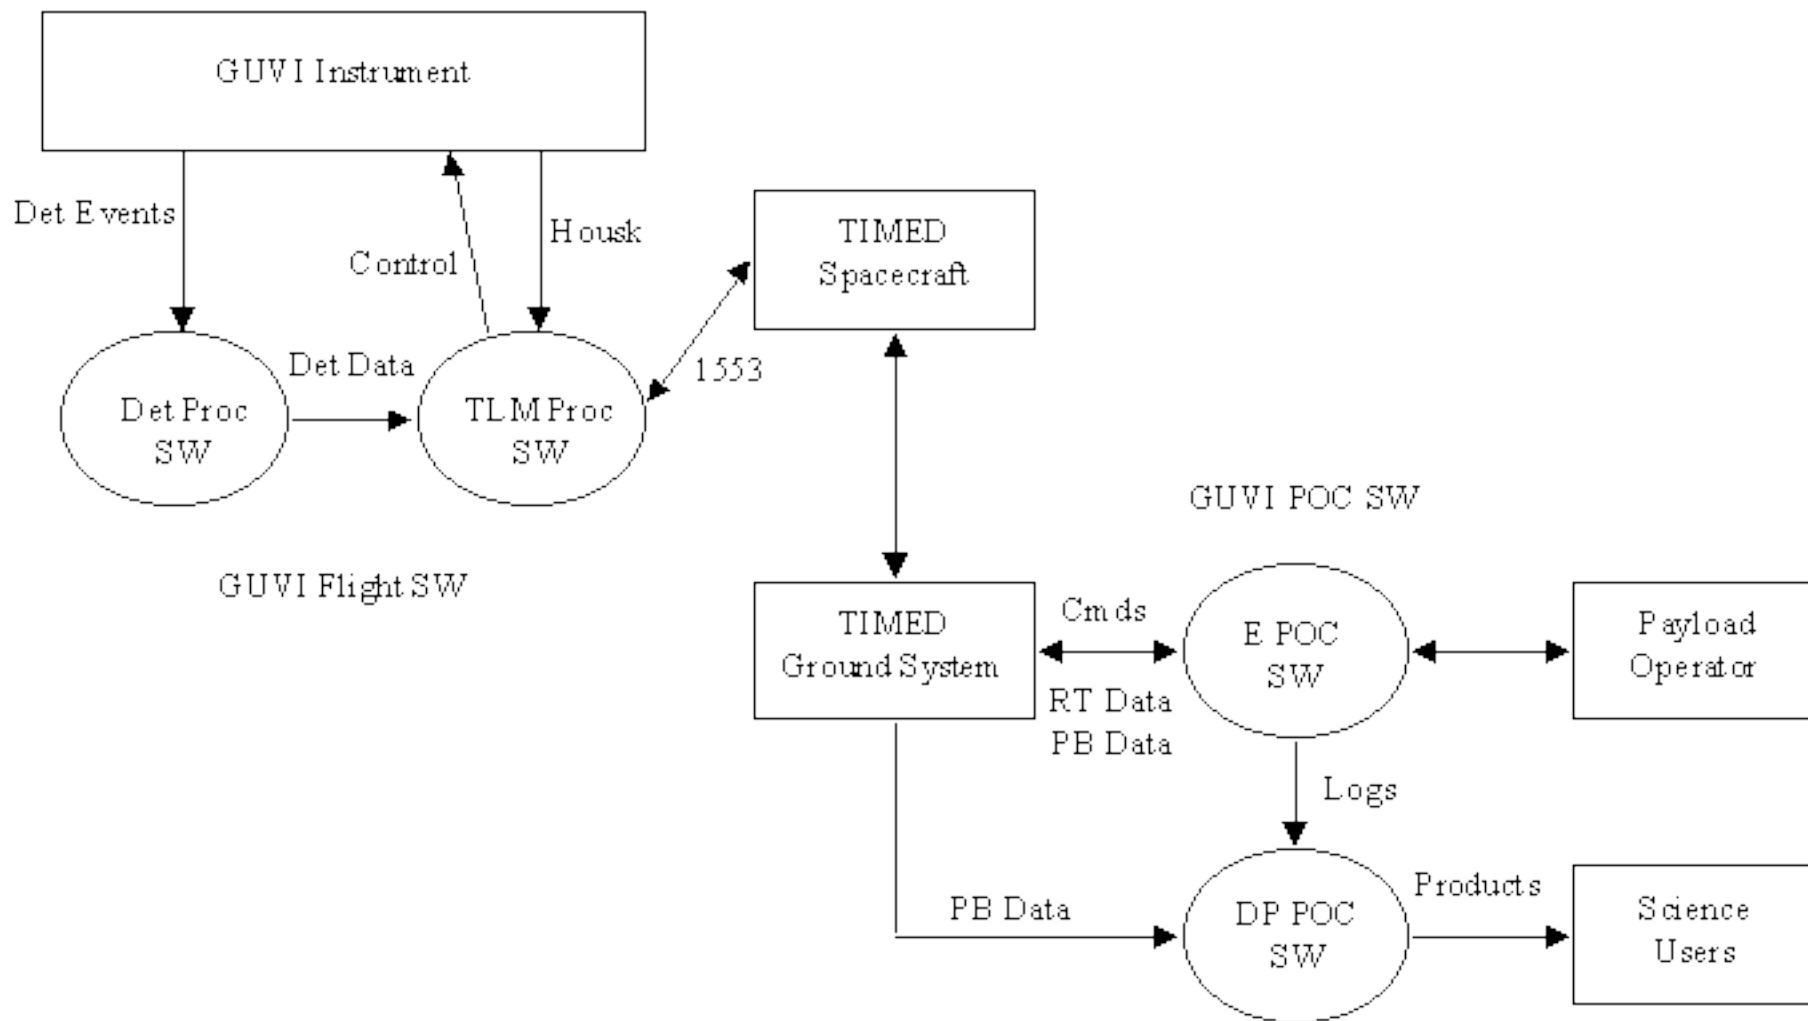 GUVI Instrument
Det Events
Control
Housk
TIMED
Spacecraft
1553
Det Data
Det Proc
SW
TLM Proc
SW
GUVI Flight SW
GUVI POC SW
TIMED
Ground System
Cmds
RT Data
PB Data
E POC
SW
Payload
Operator
Logs
PB Data
DP POC
SW
Products
Science
Users